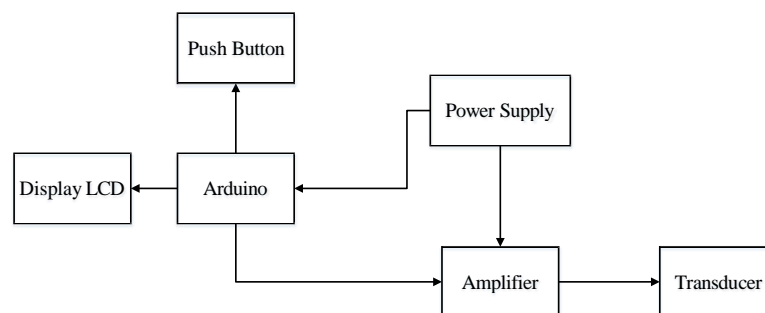 Push Button
Power Supply
Display LCD
Arduino
Amplifier
Transducer